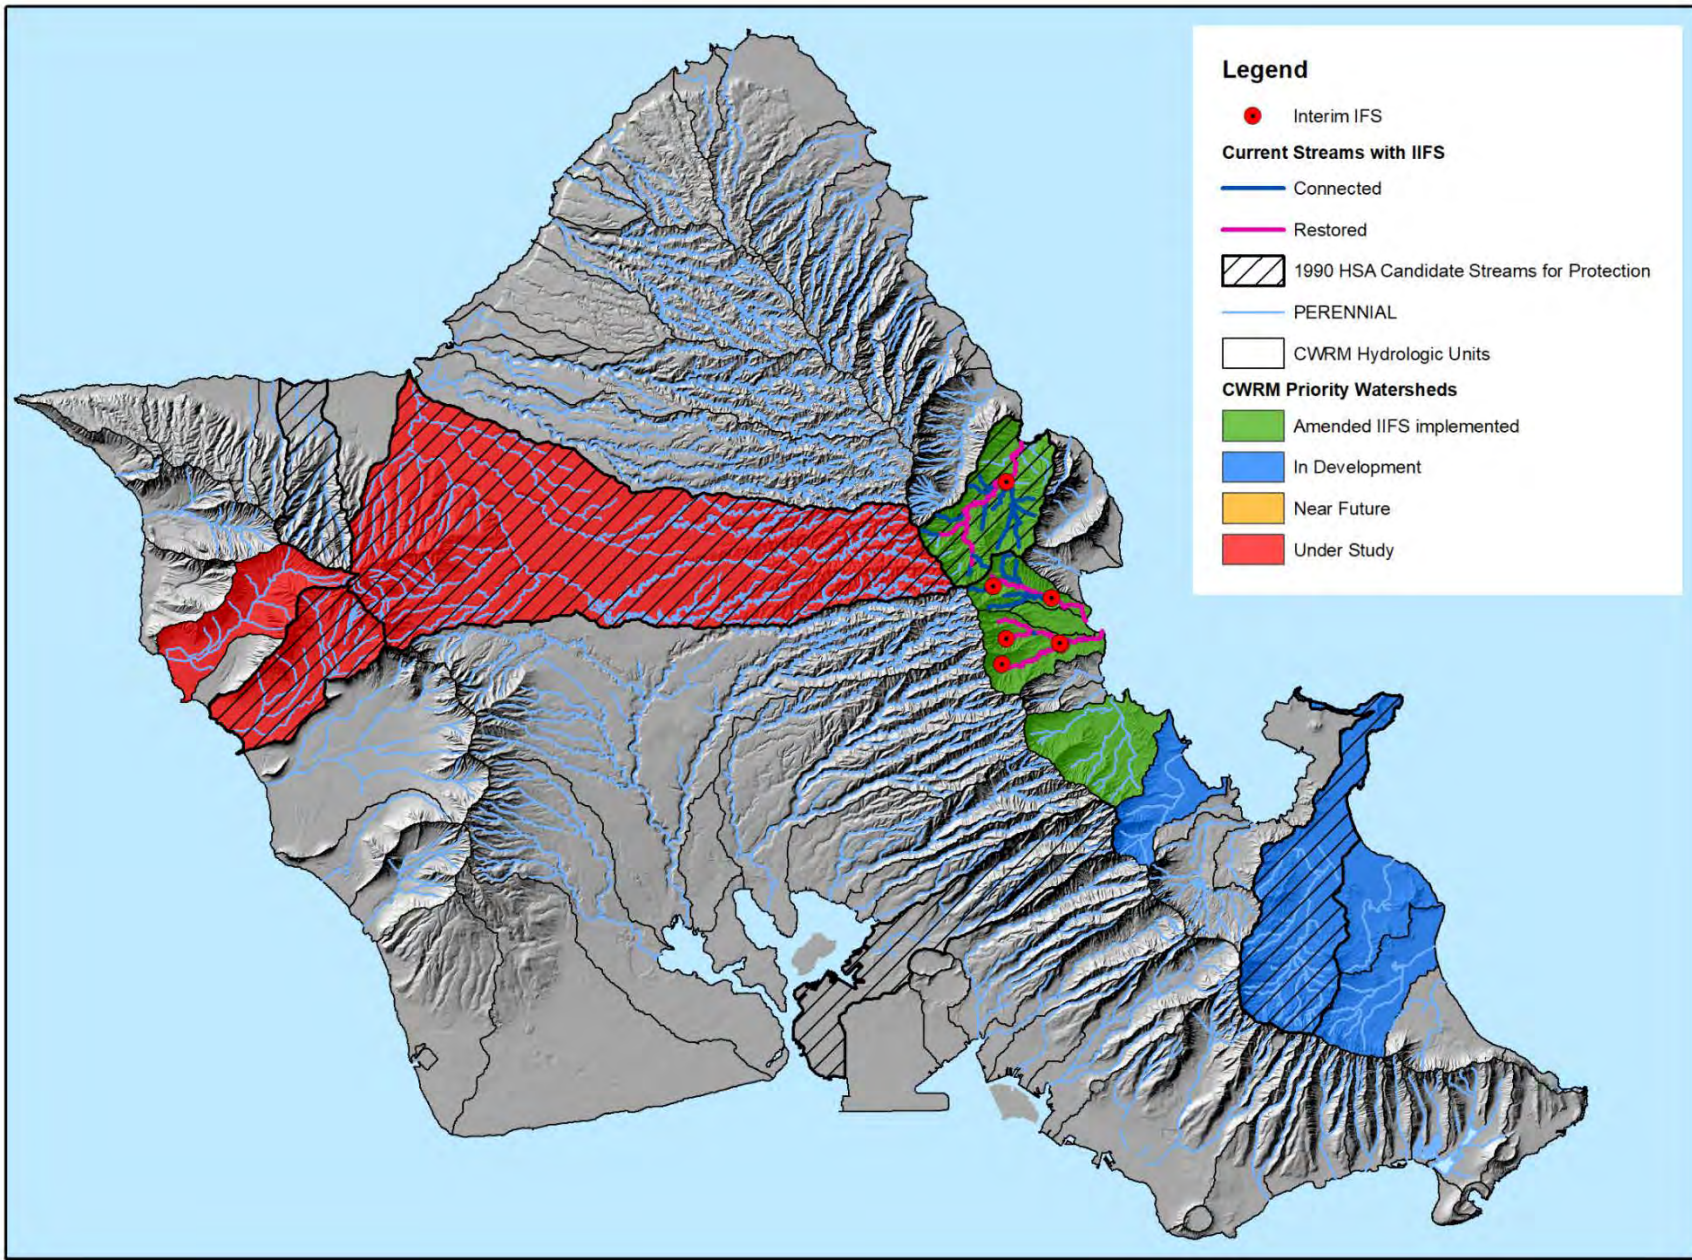 Legend
Interim IFS
Current Streams with IIFS
Connected
Restored
1990 HSA Candidate Streams for Protection
PERENNIAL
CWRM Hydrologic Units
CWRM Priority Watersheds
Amended IIFS implemented
In Development
Near Future
Under Study